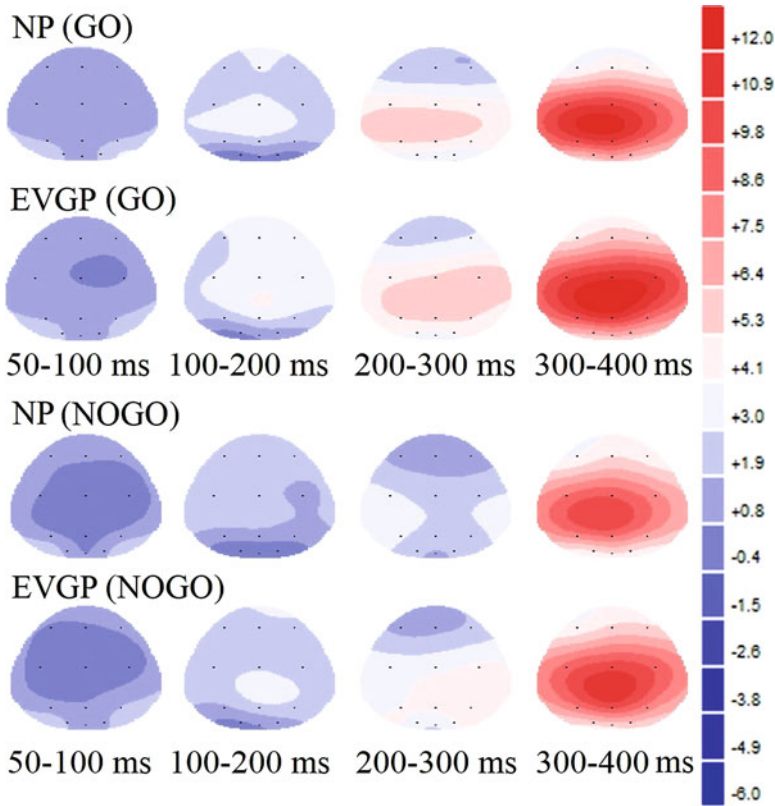 NP (GO)
EVGP (GO)
50-100 ms 100-200 ms 200-300 ms 300-400 ms
NP (NOGO)
EVGP (NOGO)
50-100 ms 100-200 ms 200-300 ms 300-400 ms
+12.0
+10.9
+9.8
+8.6
+7.5
+6.4
+5.3
+4.1
+3.0
+1.9
+0.8
-0.4
-1.5
-2.6
-3.8
-4.9
-6.0